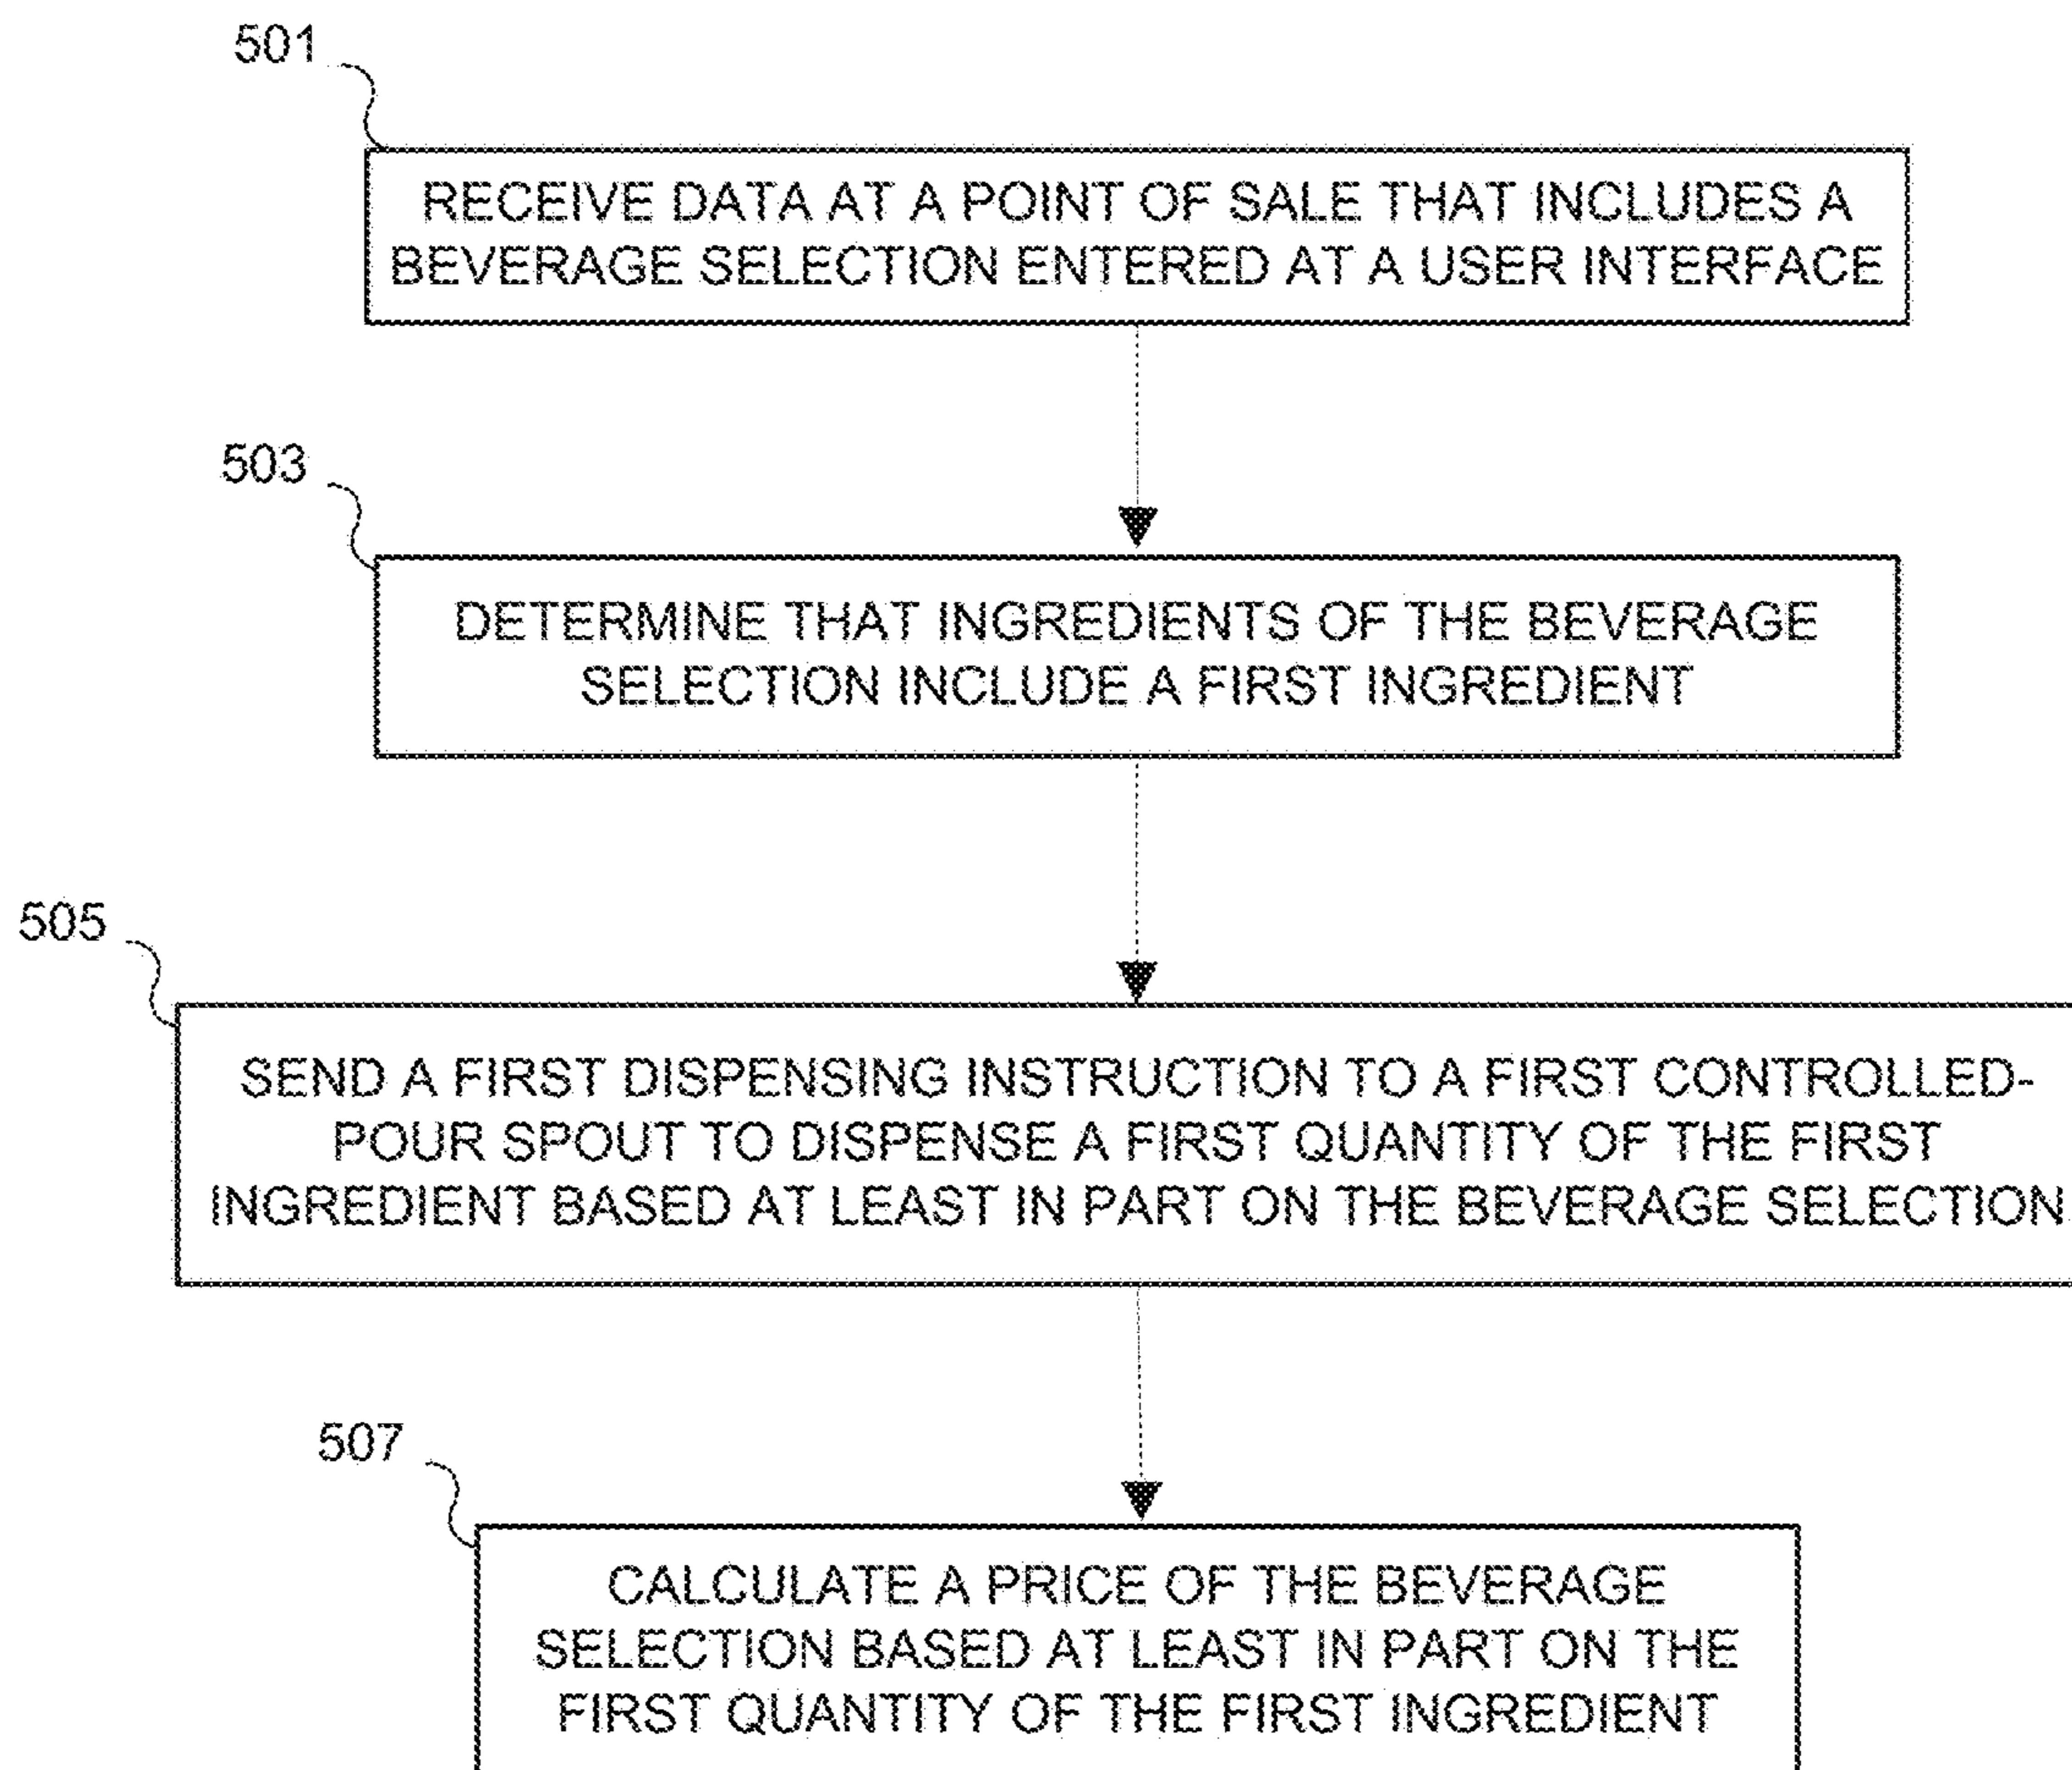 501
RECEIVE DATA AT A POINT OF SALE THAT INCLUDES A
BEVERAGE SELECTION ENTERED AT A USER INTERFACE
503
DETERMINE THAT INGREDIENTS OF THE BEVERAGE
SELECTION INCLUDE A FIRST INGREDIENT
505
SEND A FIRST DISPENSING INSTRUCTION TO A FIRST CONTROLLED-
POUR SPOUT TO DISPENSE A FIRST QUANTITY OF THE FIRST
INGREDIENT BASED AT LEAST IN PART ON THE BEVERAGE SELECTION
507
CALCULATE A PRICE OF THE BEVERAGE
SELECTION BASED AT LEAST IN PART ON THE
FIRST QUANTITY OF THE FIRST INGREDIENT